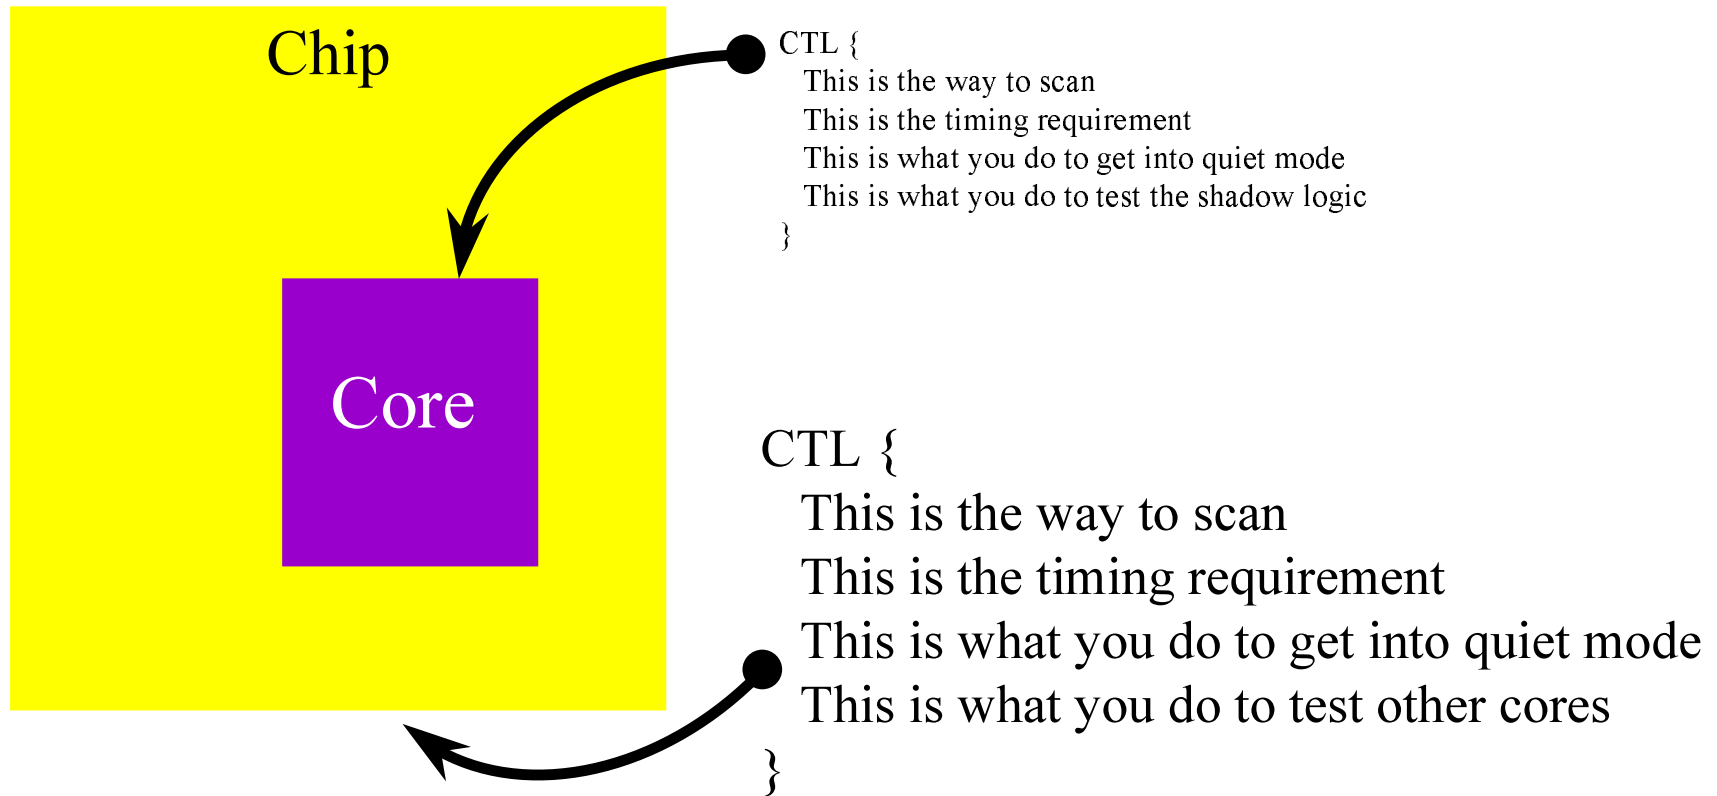 Chip
CTL {
This is the way to scan
This is the timing requirement
This is what you do to get into quiet mode
This is what you do to test the shadow logic
}
Core
CTL {
This is the way to scan
This is the timing requirement
This is what you do to get into quiet mode
This is what you do to test other cores
}